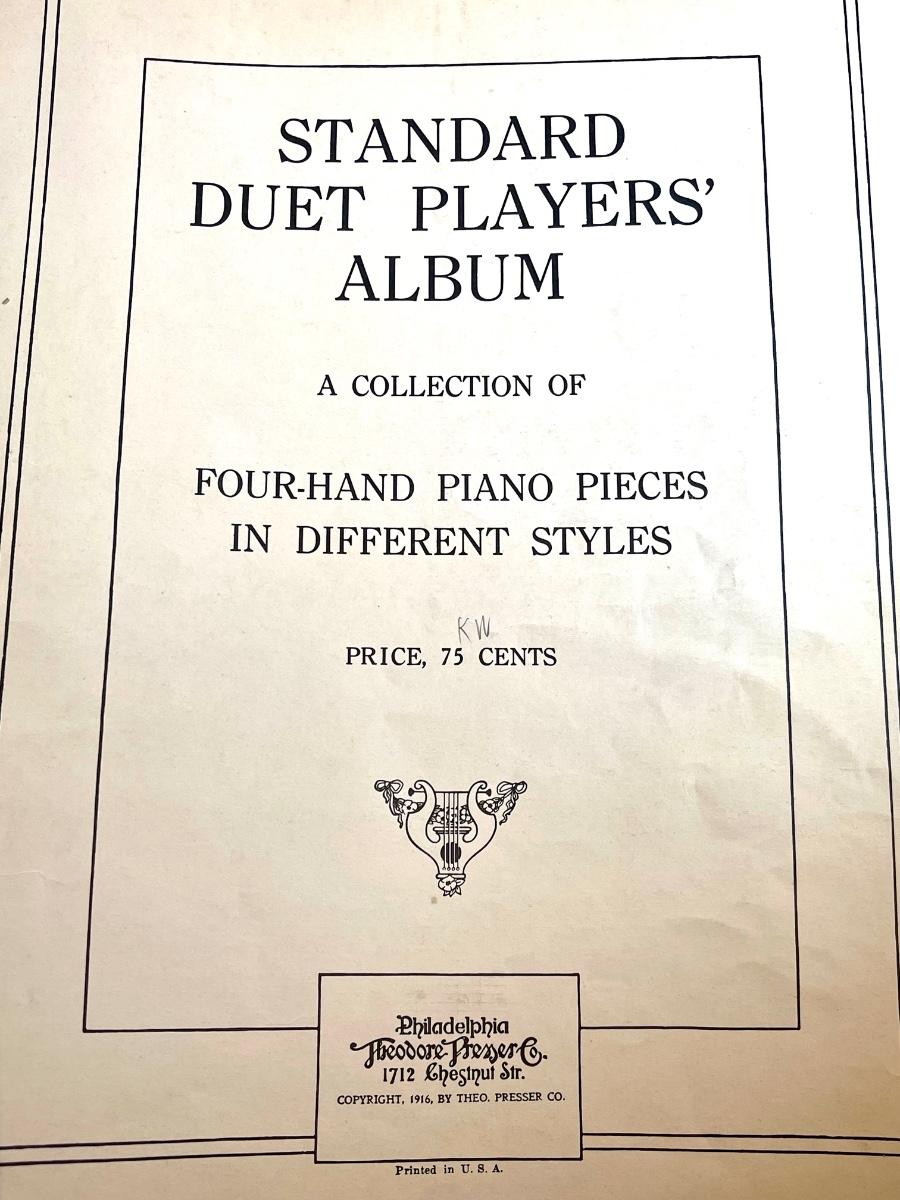 STANDARD
DUET PLAYERS'
ALBUM
A COLLECTION OF
FOUR-HAND PIANO PIECES
IN DIFFERENT STYLES
KW
PRICE, 75 CENTS
Philadelphia
Theodore Presser Co.
1712 Chestnut Str.
COPYRIGHT, 1916, BY THEO. PRESSER CO.
Printed in U. S. A.